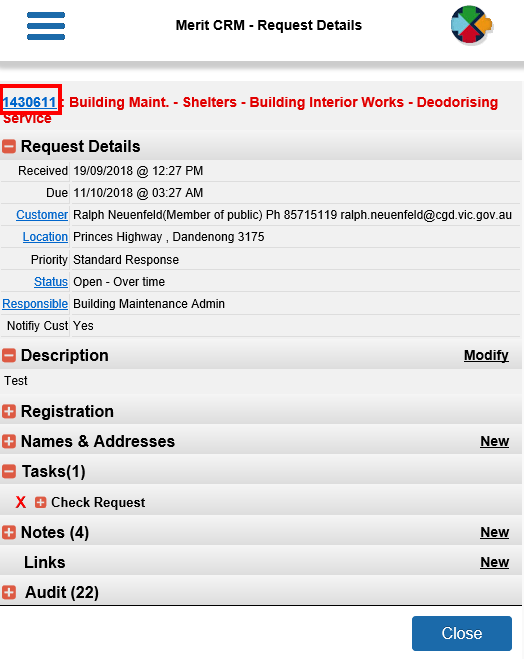 Merit CRM - Request Details
1430611: Building Maint. - Shelters - Building Interior Works - Deodorising
Service
Request Details
Received 19/09/2018 @ 12:27 PM
Due 11/10/2018 @ 03:27 AM
Customer Ralph Neuenfeld(Member of public) Ph 85715119 ralph.neuenfeld@cgd.vic.gov.au
Location Princes Highway , Dandenong 3175
Priority Standard Response
Status Open - Over time
Responsible Building Maintenance Admin
Notifiy Cust Yes
Description Modify
Test
Registration
Names & Addresses New
Tasks(1)
X Check Request
Notes (4) New
Links New
Audit (22)
Close